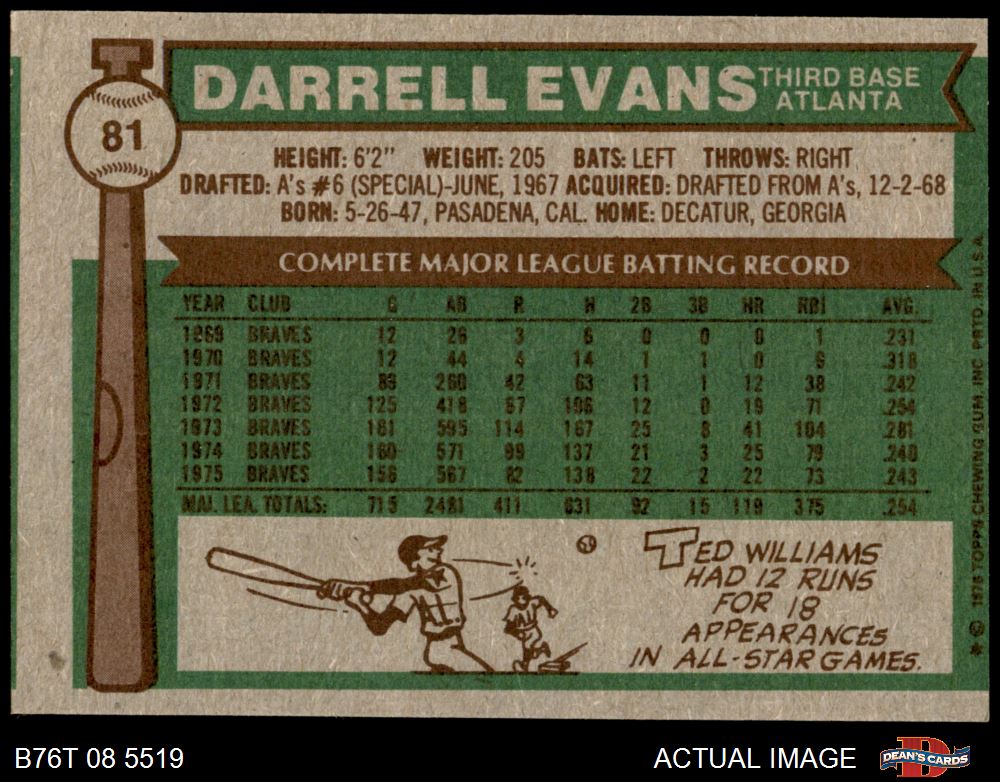 81
DARRELL EVANS THIRD BASE
ATLANTA
HEIGHT: 6'2" WEIGHT: 205 BATS: LEFT THROWS: RIGHT
DRAFTED: A's #6 (SPECIAL)-JUNE, 1967 ACQUIRED: DRAFTED FROM A's, 12-2-68
BORN: 5-26-47, PASADENA, CAL. HOME: DECATUR, GEORGIA
COMPLETE MAJOR LEAGUE BATTING RECORD
YEAR CLUB G AB R H 2B 3B HR RBI AVG.
1969 BRAVES 12 26 3 6 0 0 0 1 .231
1970 BRAVES 12 44 4 14 1 1 0 9 .318
1971 BRAVES 89 260 42 63 11 1 12 38 .242
1972 BRAVES 125 418 67 106 12 0 19 71 .254
1973 BRAVES 161 595 114 167 25 8 41 104 .281
1974 BRAVES 160 571 99 137 21 3 25 79 .240
1975 BRAVES 156 567 82 138 22 2 22 73 .243
MAJ. LEA. TOTALS: 715 2481 411 631 92 15 119 375 .254
TED WILLIAMS
HAD 12 RUNS
FOR 18
APPEARANCES
IN ALL-STAR GAMES.
* © 1976 TOPPS CHEWING GUM, INC PRTD. IN U.S.A.
B76T 08 5519
ACTUAL IMAGE
DEAN'S CARDS